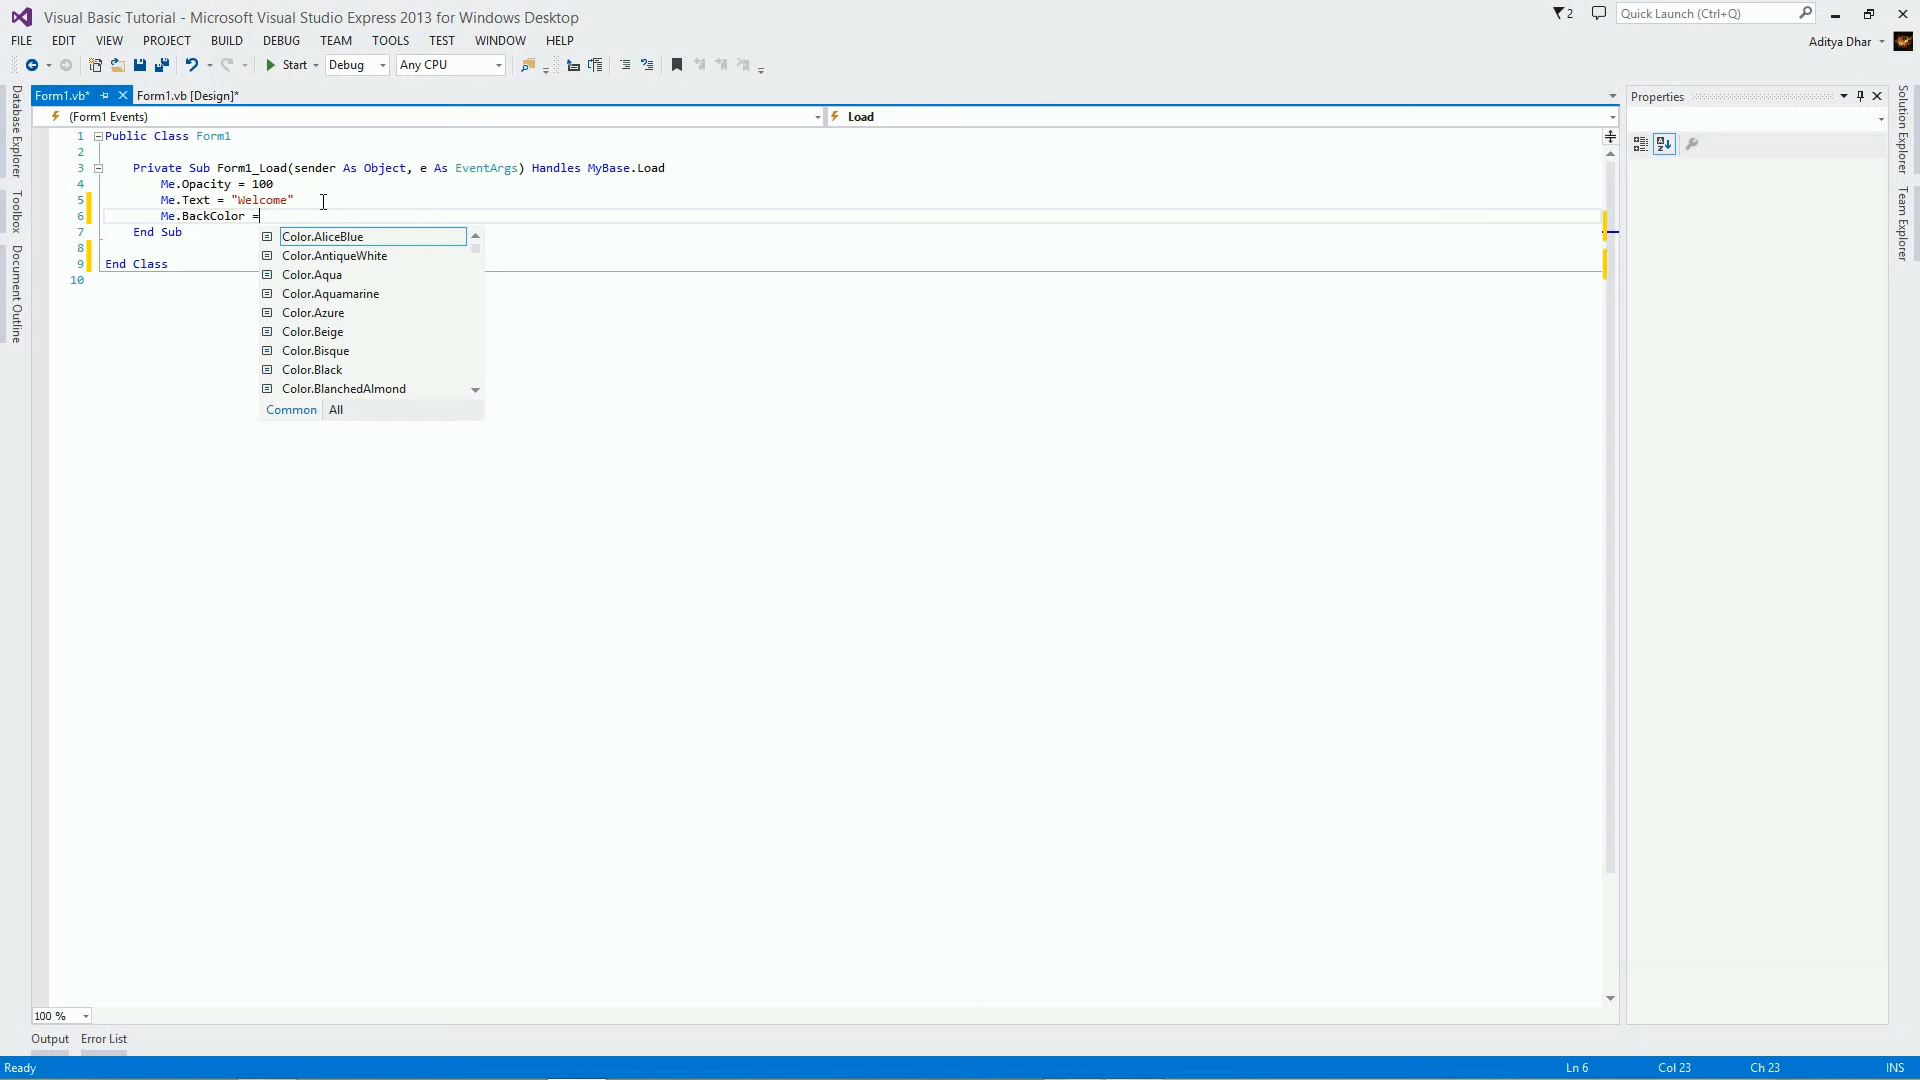 Visual Basic Tutorial - Microsoft Visual Studio Express 2013 for Windows Desktop
2
Quick Launch (Ctrl+Q)
FILE EDIT VIEW PROJECT BUILD DEBUG TEAM TOOLS TEST WINDOW HELP
Aditya Dhar
Start Debug Any CPU
Form1.vb* Form1.vb [Design]*
Properties
(Form1 Events) Load
1 Public Class Form1
2
3 Private Sub Form1_Load(sender As Object, e As EventArgs) Handles MyBase.Load
4 Me.Opacity = 100
5 Me.Text = "Welcome"
6 Me.BackColor =
7 End Sub
8
9 End Class
10
Color.AliceBlue
Color.AntiqueWhite
Color.Aqua
Color.Aquamarine
Color.Azure
Color.Beige
Color.Bisque
Color.Black
Color.BlanchedAlmond
Common All
Database Explorer
Toolbox
Document Outline
Solution Explorer
Team Explorer
100 %
Output Error List
Ready Ln 6 Col 23 Ch 23 INS